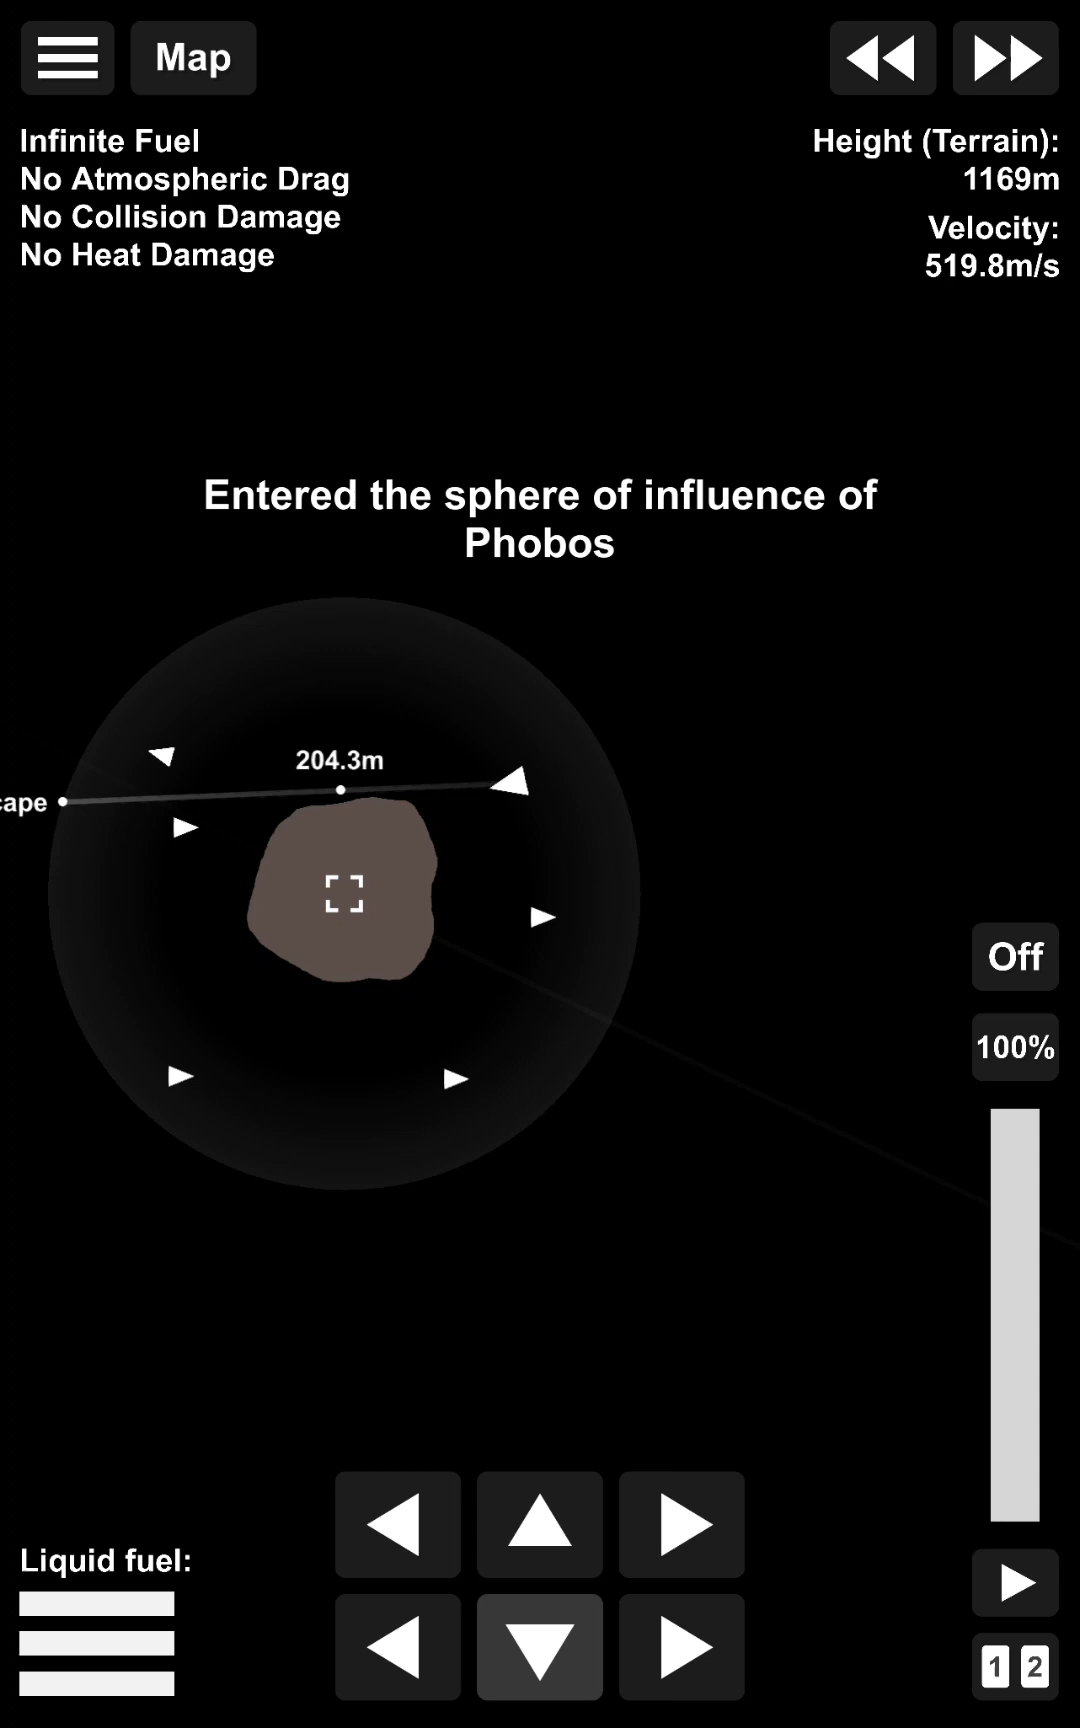 Map
Infinite Fuel
No Atmospheric Drag
No Collision Damage
No Heat Damage
Height (Terrain):
1169m
Velocity:
519.8m/s
Entered the sphere of influence of
Phobos
204.3m
cape
Off
100%
Liquid fuel:
1 2